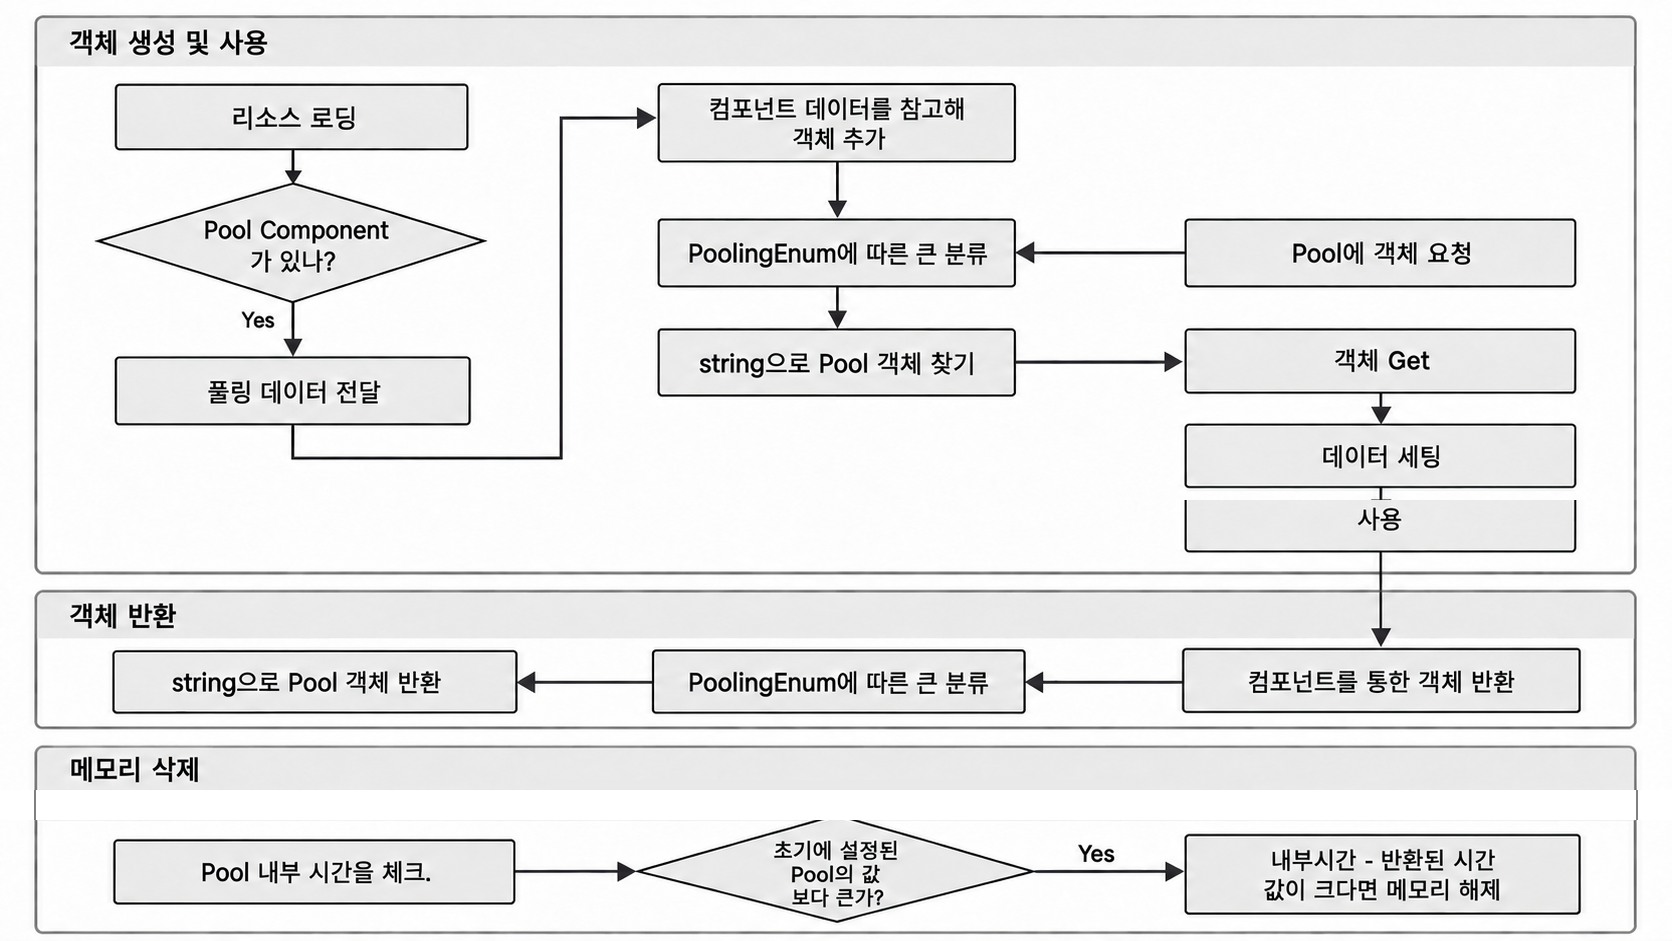 객체 생성 및 사용
리소스 로딩
Pool Component
가 있나?
Yes
풀링 데이터 전달
컴포넌트 데이터를 참고해
객체 추가
PoolingEnum에 따른 큰 분류
string으로 Pool 객체 찾기
Pool에 객체 요청
객체 Get
데이터 세팅
사용
객체 반환
string으로 Pool 객체 반환
PoolingEnum에 따른 큰 분류
컴포넌트를 통한 객체 반환
메모리 삭제
Pool 내부 시간을 체크.
초기에 설정된
Pool의 값
보다 큰가?
Yes
내부시간 - 반환된 시간
값이 크다면 메모리 해제